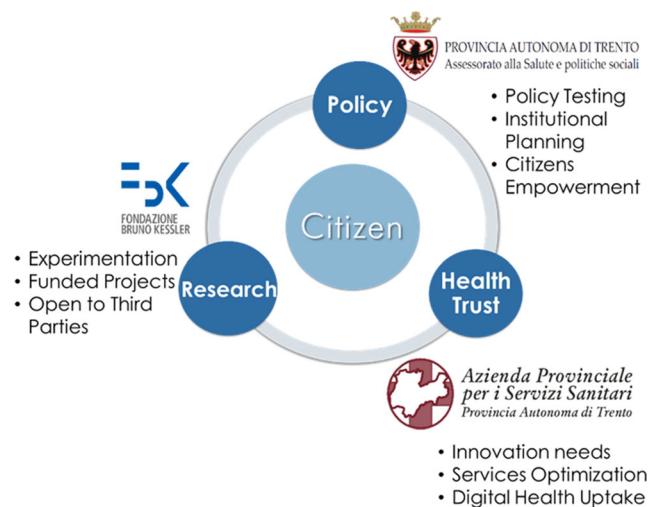 PROVINCIA AUTONOMA DI TRENTO
Assessorato alla Salute e politiche sociali
Policy
• Policy Testing
• Institutional
Planning
• Citizens
Empowerment
FBK
FONDAZIONE
BRUNO KESSLER
Citizen
• Experimentation
• Funded Projects
• Open to Third
Parties
Research
Health
Trust
Azienda Provinciale
per i Servizi Sanitari
Provincia Autonoma di Trento
• Innovation needs
• Services Optimization
• Digital Health Uptake